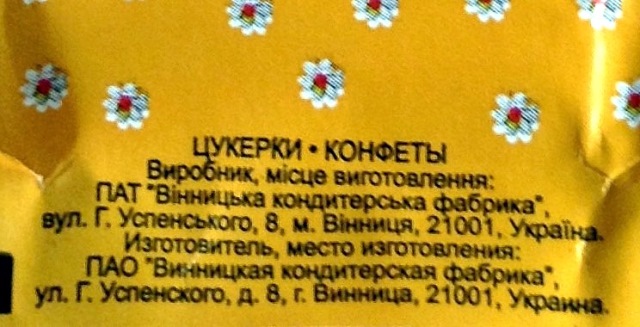 ЦУКЕРКИ • КОНФЕТЫ
Виробник, місце виготовлення:
ПАТ "Вінницька кондитерська фабрика",
вул. Г. Успенського, 8, м. Вінниця, 21001, Україна.
Изготовитель, место изготовления:
ПАО "Винницкая кондитерская фабрика",
ул. Г. Успенского, д. 8, г. Винница, 21001, Украина.